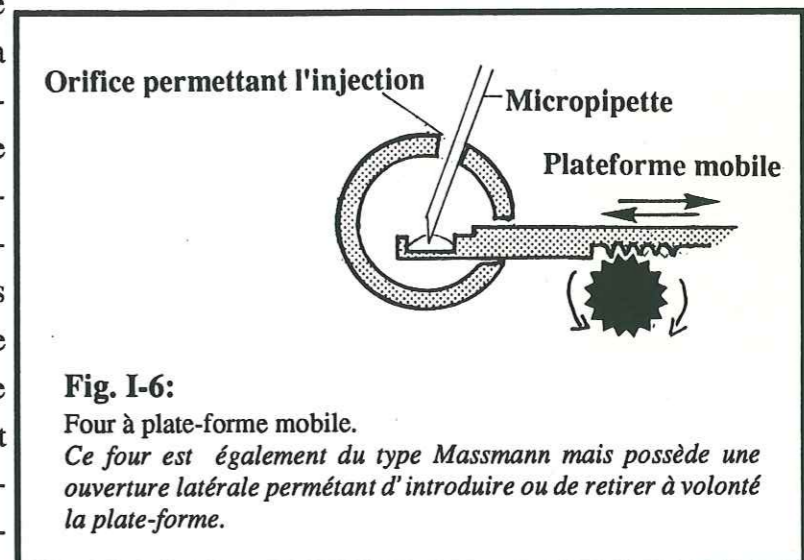 Orifice permettant l'injection
Micropipette
Plateforme mobile
Fig. I-6:
Four à plate-forme mobile.
Ce four est également du type Massmann mais possède une
ouverture latérale permétant d'introduire ou de retirer à volonté
la plate-forme.